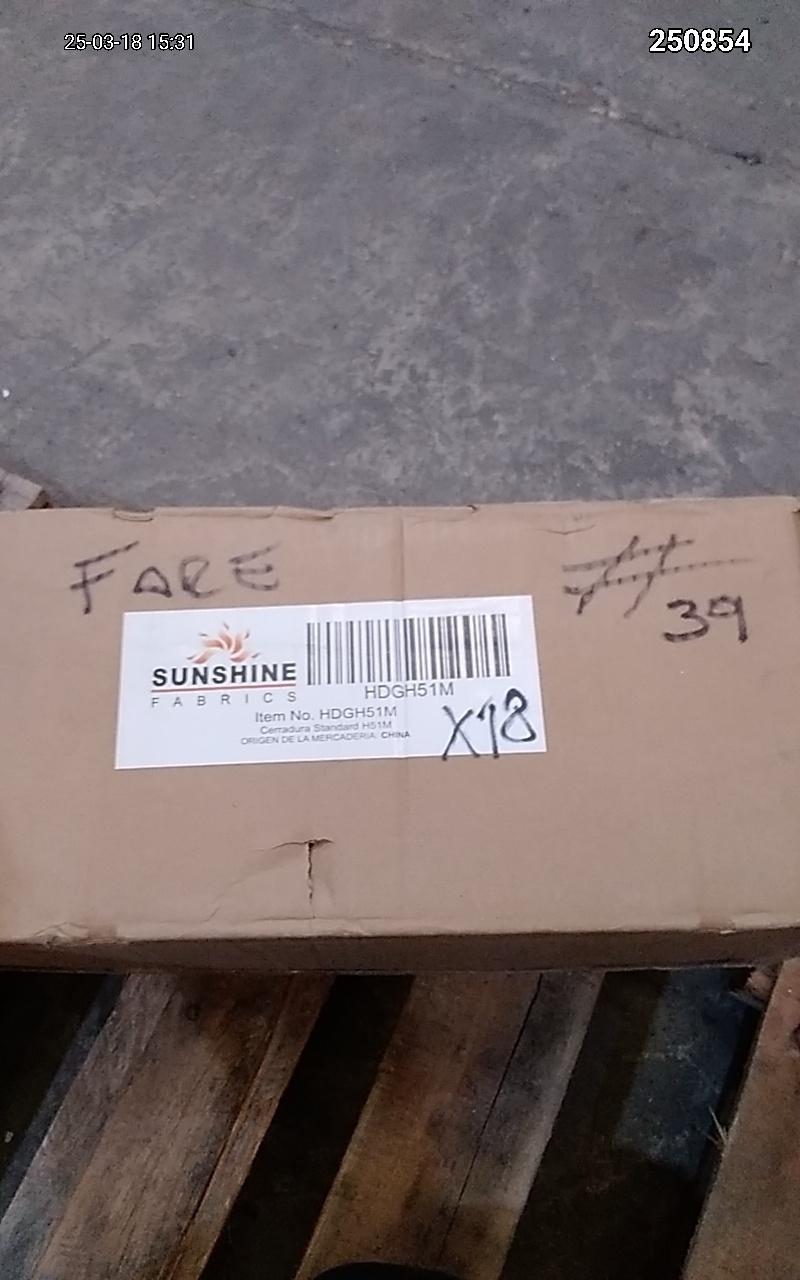 25-03-18 15:31
250854
FARE
# 39
SUNSHINE
FABRICS
HDGH51M
Item No. HDGH51M
Cerradura Standard H51M
ORIGEN DE LA MERCADERIA: CHINA
X18